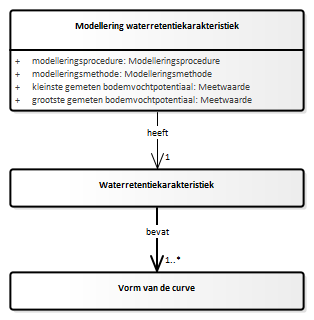 Modellering waterretentiekarakteristiek
+ modelleringsprocedure: Modelleringsprocedure
+ modelleringsmethode: Modelleringsmethode
+ kleinste gemeten bodemvochtpotentiaal: Meetwaarde
+ grootste gemeten bodemvochtpotentiaal: Meetwaarde
heeft
1
Waterretentiekarakteristiek
bevat
1..*
Vorm van de curve